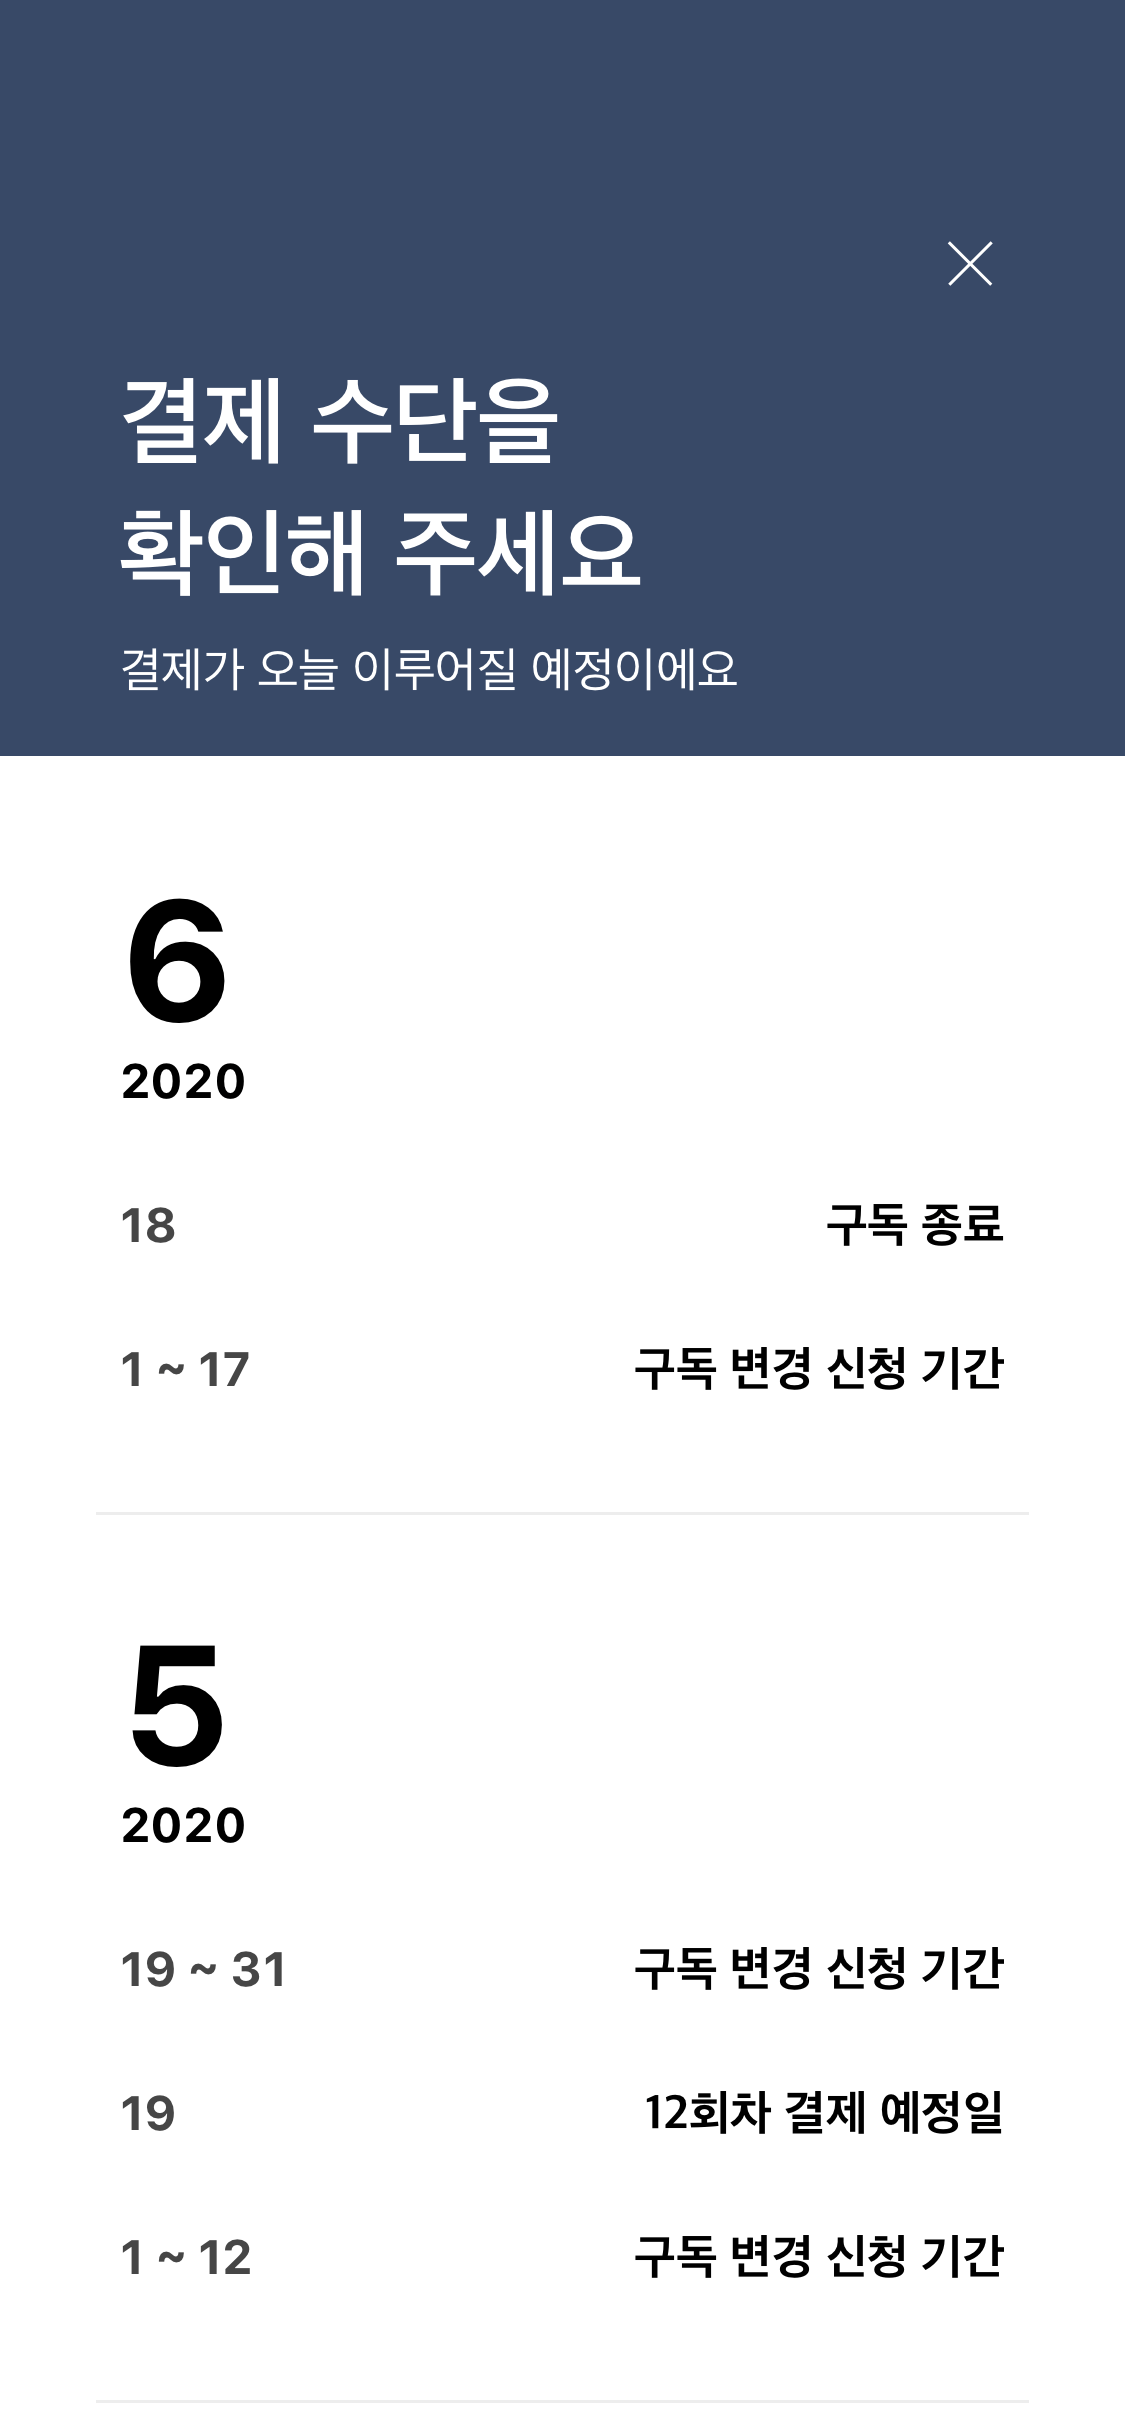 결제 수단을
확인해 주세요
결제가 오늘 이루어질 예정이에요
6
2020
18 구독 종료
1 ~ 17 구독 변경 신청 기간
5
2020
19 ~ 31 구독 변경 신청 기간
19 12회차 결제 예정일
1 ~ 12 구독 변경 신청 기간